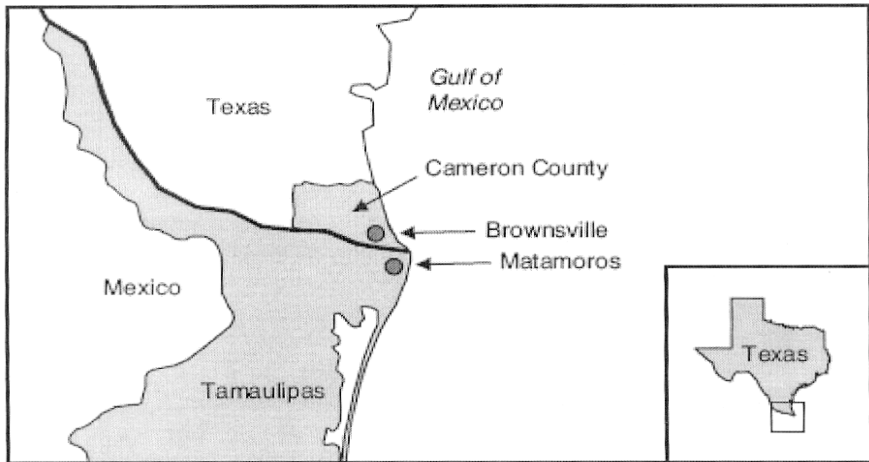 Gulf of
Mexico
Texas
Cameron County
Brownsville
Matamoros
Mexico
Texas
Tamaulipas